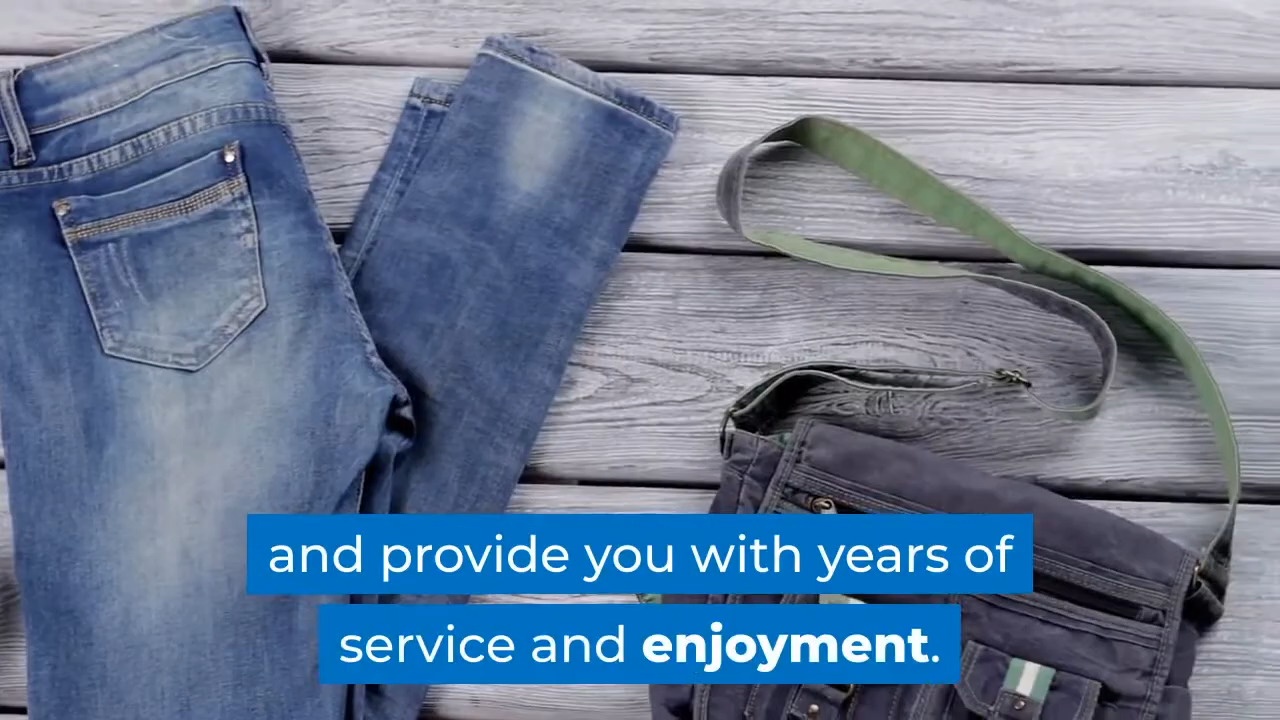 and provide you with years of
service and enjoyment.